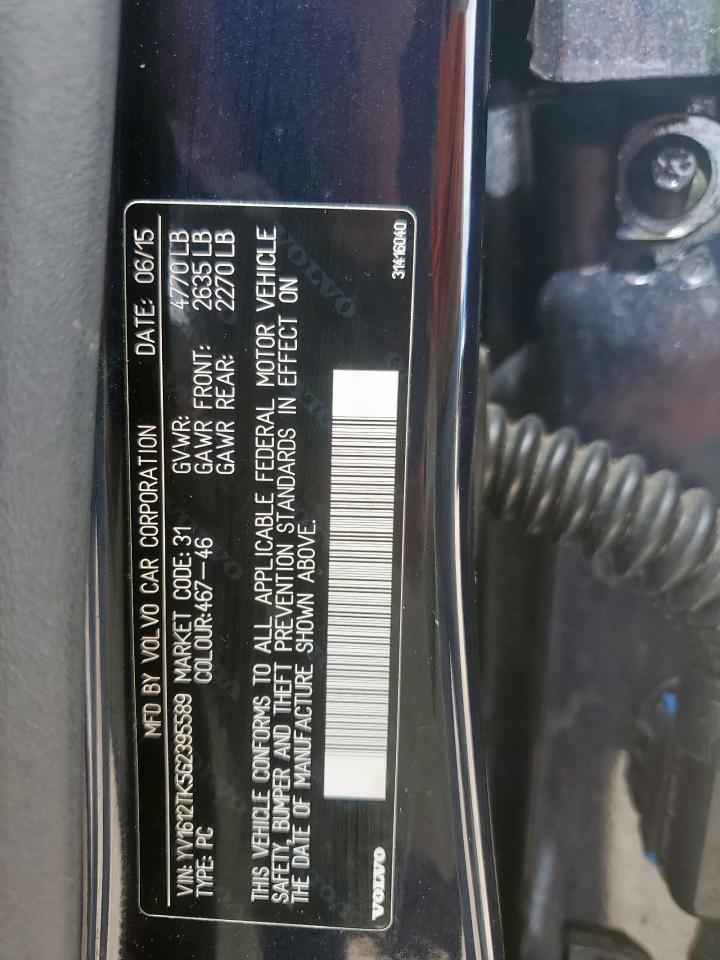 MFD BY VOLVO CAR CORPORATION DATE: 06/15
VIN: YV1612TK5G2395589 MARKET CODE: 31 GVWR: 4770 LB
TYPE: PC COLOUR:467-46 GAWR FRONT: 2635 LB
GAWR REAR: 2270 LB
THIS VEHICLE CONFORMS TO ALL APPLICABLE FEDERAL MOTOR VEHICLE
SAFETY, BUMPER AND THEFT PREVENTION STANDARDS IN EFFECT ON
THE DATE OF MANUFACTURE SHOWN ABOVE.
VOLVO
31416040